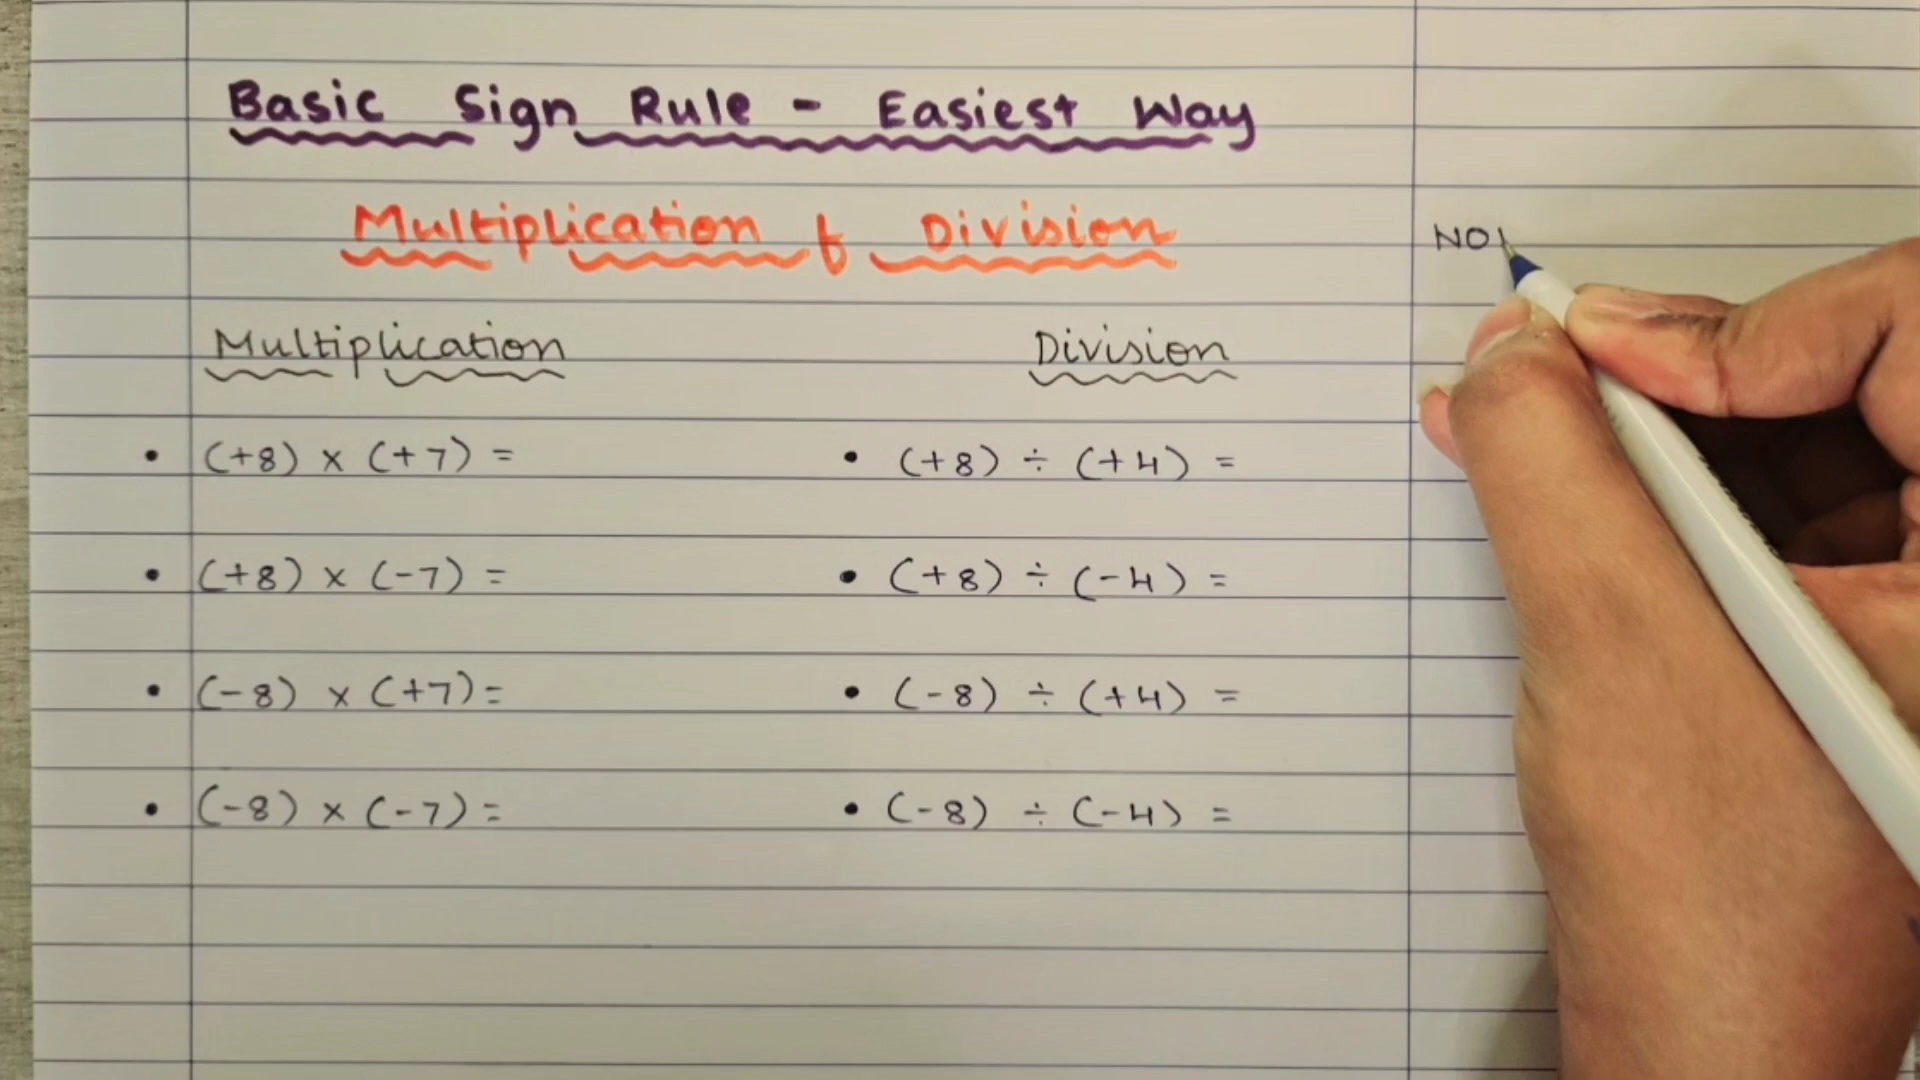 Basic Sign Rule - Easiest Way
Multiplication & Division
Multiplication
Division
• (+8) × (+7) =
• (+8) ÷ (+4) =
• (+8) × (-7) =
• (+8) ÷ (-4) =
• (-8) × (+7) =
• (-8) ÷ (+4) =
• (-8) × (-7) =
• (-8) ÷ (-4) =